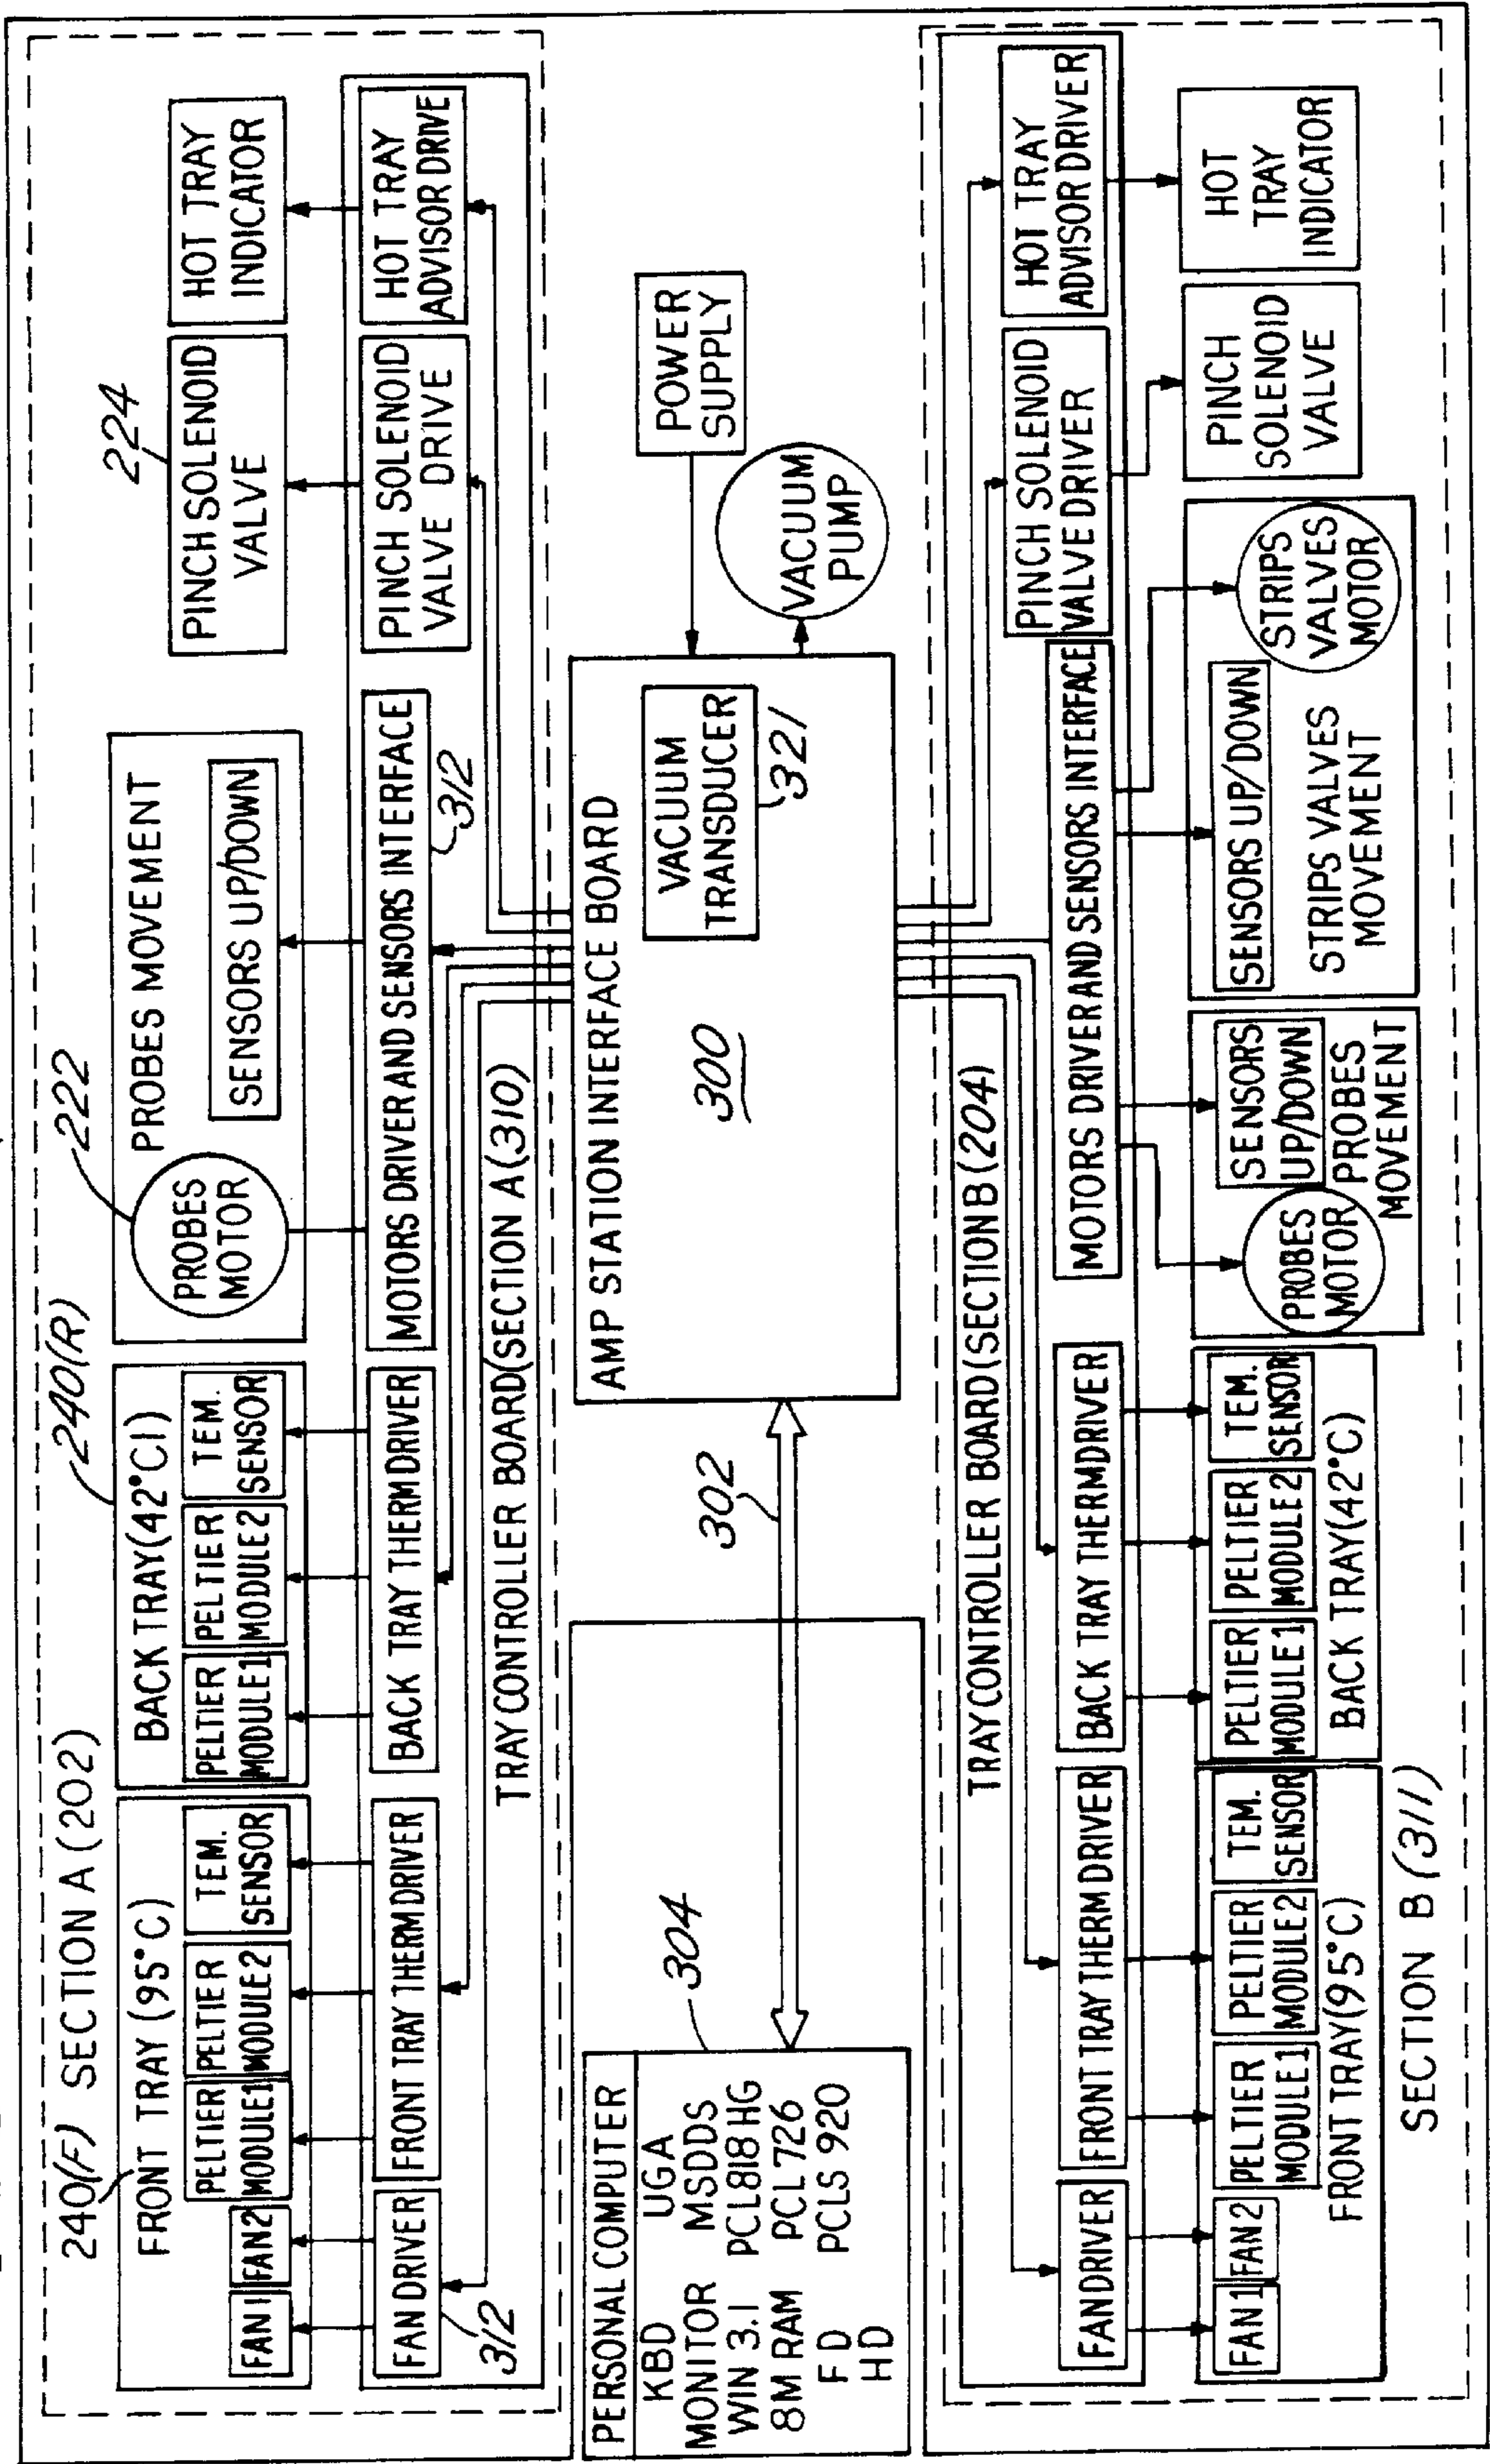 240(F) SECTION A (202)
240(R)
222
224
FRONT TRAY (95°C)
FAN 1
FAN2
PELTIER
MODULE1
PELTIER
MODULE2
TEM.
SENSOR
BACK TRAY(42°C)
PELTIER
MODULE1
PELTIER
MODULE2
TEM.
SENSOR
PROBES MOVEMENT
PROBES
MOTOR
SENSORS UP/DOWN
PINCH SOLENOID
VALVE
HOT TRAY
INDICATOR
FAN DRIVER
312
FRONT TRAY THERM DRIVER
BACK TRAY THERMDRIVER
MOTORS DRIVER AND SENSORS INTERFACE
312
PINCH SOLENOID
VALVE DRIVE
HOT TRAY
ADVISOR DRIVE
TRAY CONTROLLER BOARD(SECTION A(310)
PERSONAL COMPUTER
KBD UGA
MONITOR MSDDS
WIN 3.1 PCL818HG
8M RAM PCL 726
FD PCLS 920
HD
304
302
AMP STATION INTERFACE BOARD
300
VACUUM
TRANSDUCER
321
POWER
SUPPLY
VACUUM
PUMP
TRAY CONTROLLER BOARD(SECTION B(204)
FAN DRIVER
FRONT TRAY THERM DRIVER
BACK TRAY THERMDRIVER
MOTORS DRIVER AND SENSORS INTERFACE
PINCH SOLENOID
VALVE DRIVER
HOT TRAY
ADVISOR DRIVER
FAN 1
FAN2
PELTIER
MODULE1
PELTIER
MODULE2
TEM.
SENSOR
FRONT TRAY(95°C)
PELTIER
MODULE1
PELTIER
MODULE2
TEM.
SENSOR
BACK TRAY(42°C)
PROBES
MOTOR
SENSORS
UP/DOWN
PROBES
MOVEMENT
SENSORS UP/DOWN
STRIPS VALVES
MOVEMENT
STRIPS
VALVES
MOTOR
PINCH
SOLENOID
VALVE
HOT
TRAY
INDICATOR
SECTION B (311)